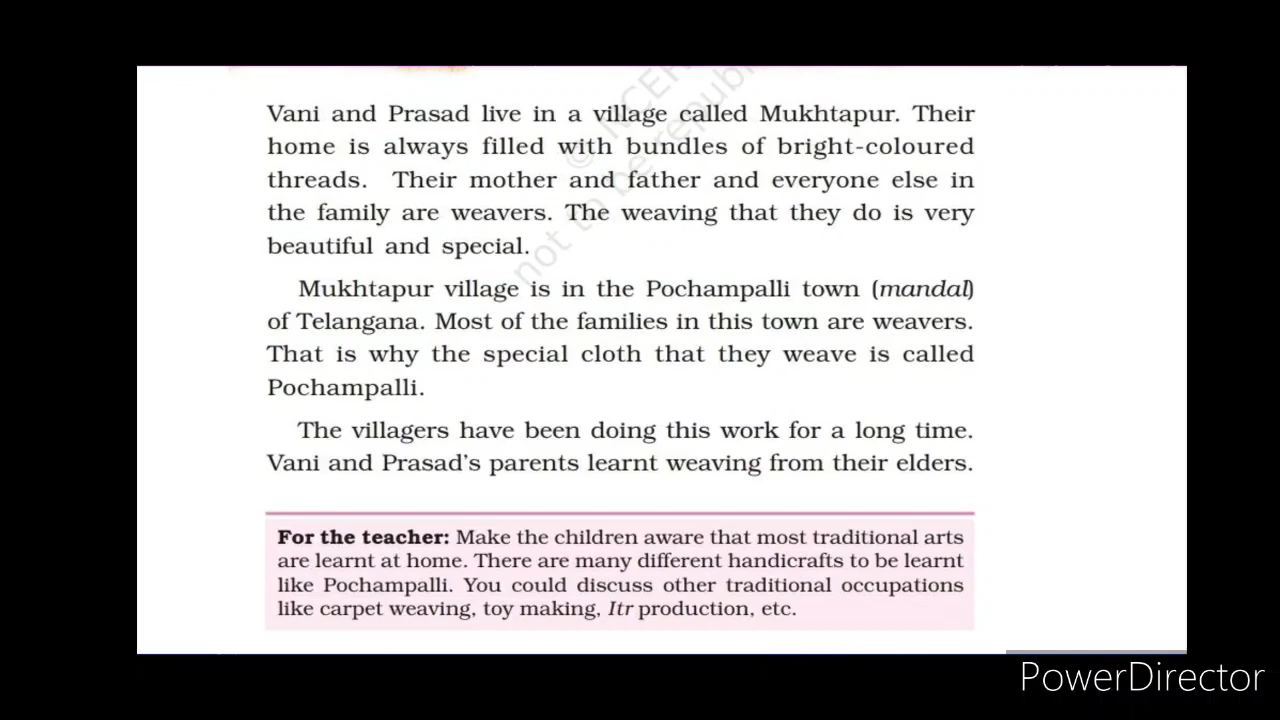 Vani and Prasad live in a village called Mukhtapur. Their
home is always filled with bundles of bright-coloured
threads. Their mother and father and everyone else in
the family are weavers. The weaving that they do is very
beautiful and special.
Mukhtapur village is in the Pochampalli town (mandal)
of Telangana. Most of the families in this town are weavers.
That is why the special cloth that they weave is called
Pochampalli.
The villagers have been doing this work for a long time.
Vani and Prasad's parents learnt weaving from their elders.
For the teacher: Make the children aware that most traditional arts
are learnt at home. There are many different handicrafts to be learnt
like Pochampalli. You could discuss other traditional occupations
like carpet weaving, toy making, Itr production, etc.
© NCER
not to be republi
PowerDirector